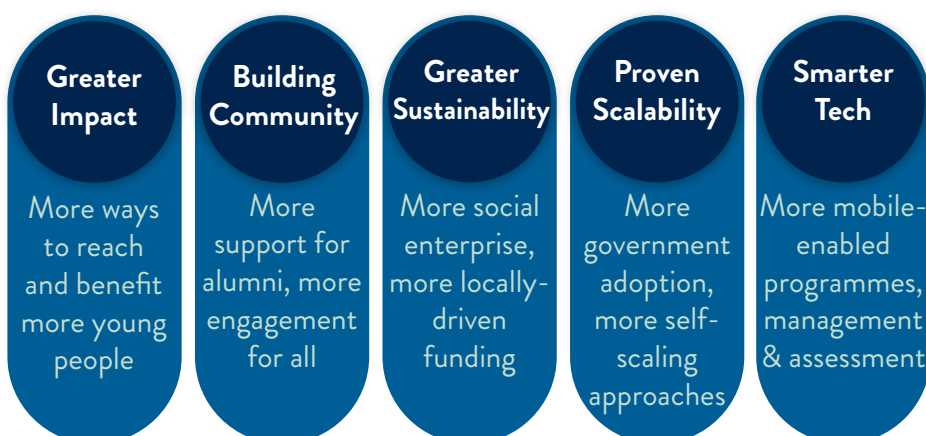 Greater
Impact
More ways
to reach
and benefit
more young
people
Building
Community
More
support for
alumni, more
engagement
for all
Greater
Sustainability
More social
enterprise,
more locally-
driven
funding
Proven
Scalability
More
government
adoption,
more self-
scaling
approaches
Smarter
Tech
More mobile-
enabled
programmes,
management
& assessment